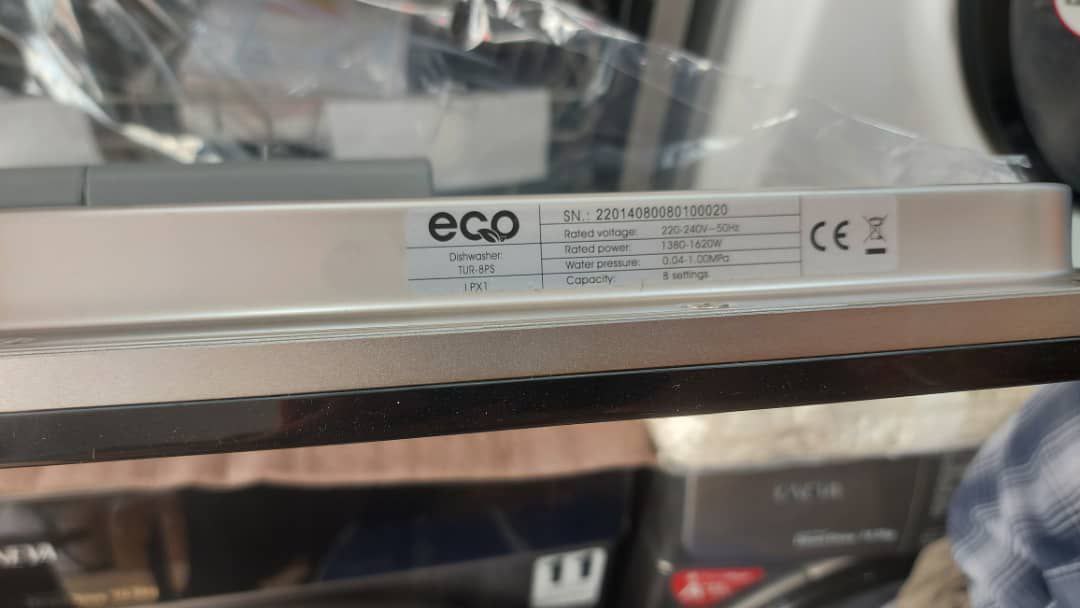 eco
Dishwasher:
TUR-8PS
IPX1
SN.: 22014080080100020
Rated voltage: 220-240V~50Hz
Rated power: 1380-1620W
Water pressure: 0.04-1.00MPa
Capacity: 8 settings
CE